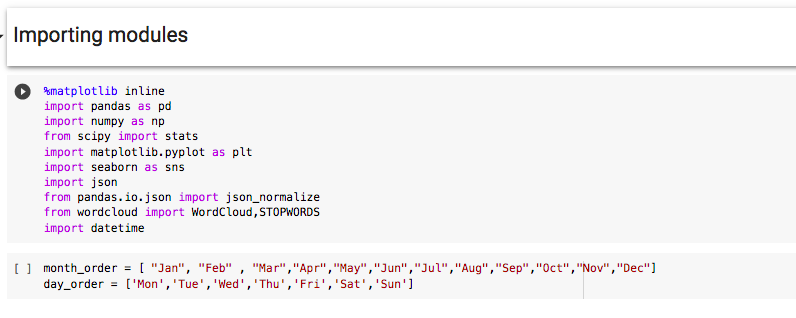 Importing modules
%matplotlib inline
import pandas as pd
import numpy as np
from scipy import stats
import matplotlib.pyplot as plt
import seaborn as sns
import json
from pandas.io.json import json_normalize
from wordcloud import WordCloud,STOPWORDS
import datetime
[ ] month_order = [ "Jan", "Feb" , "Mar","Apr","May","Jun","Jul","Aug","Sep","Oct","Nov","Dec"]
day_order = ['Mon','Tue','Wed','Thu','Fri','Sat','Sun']